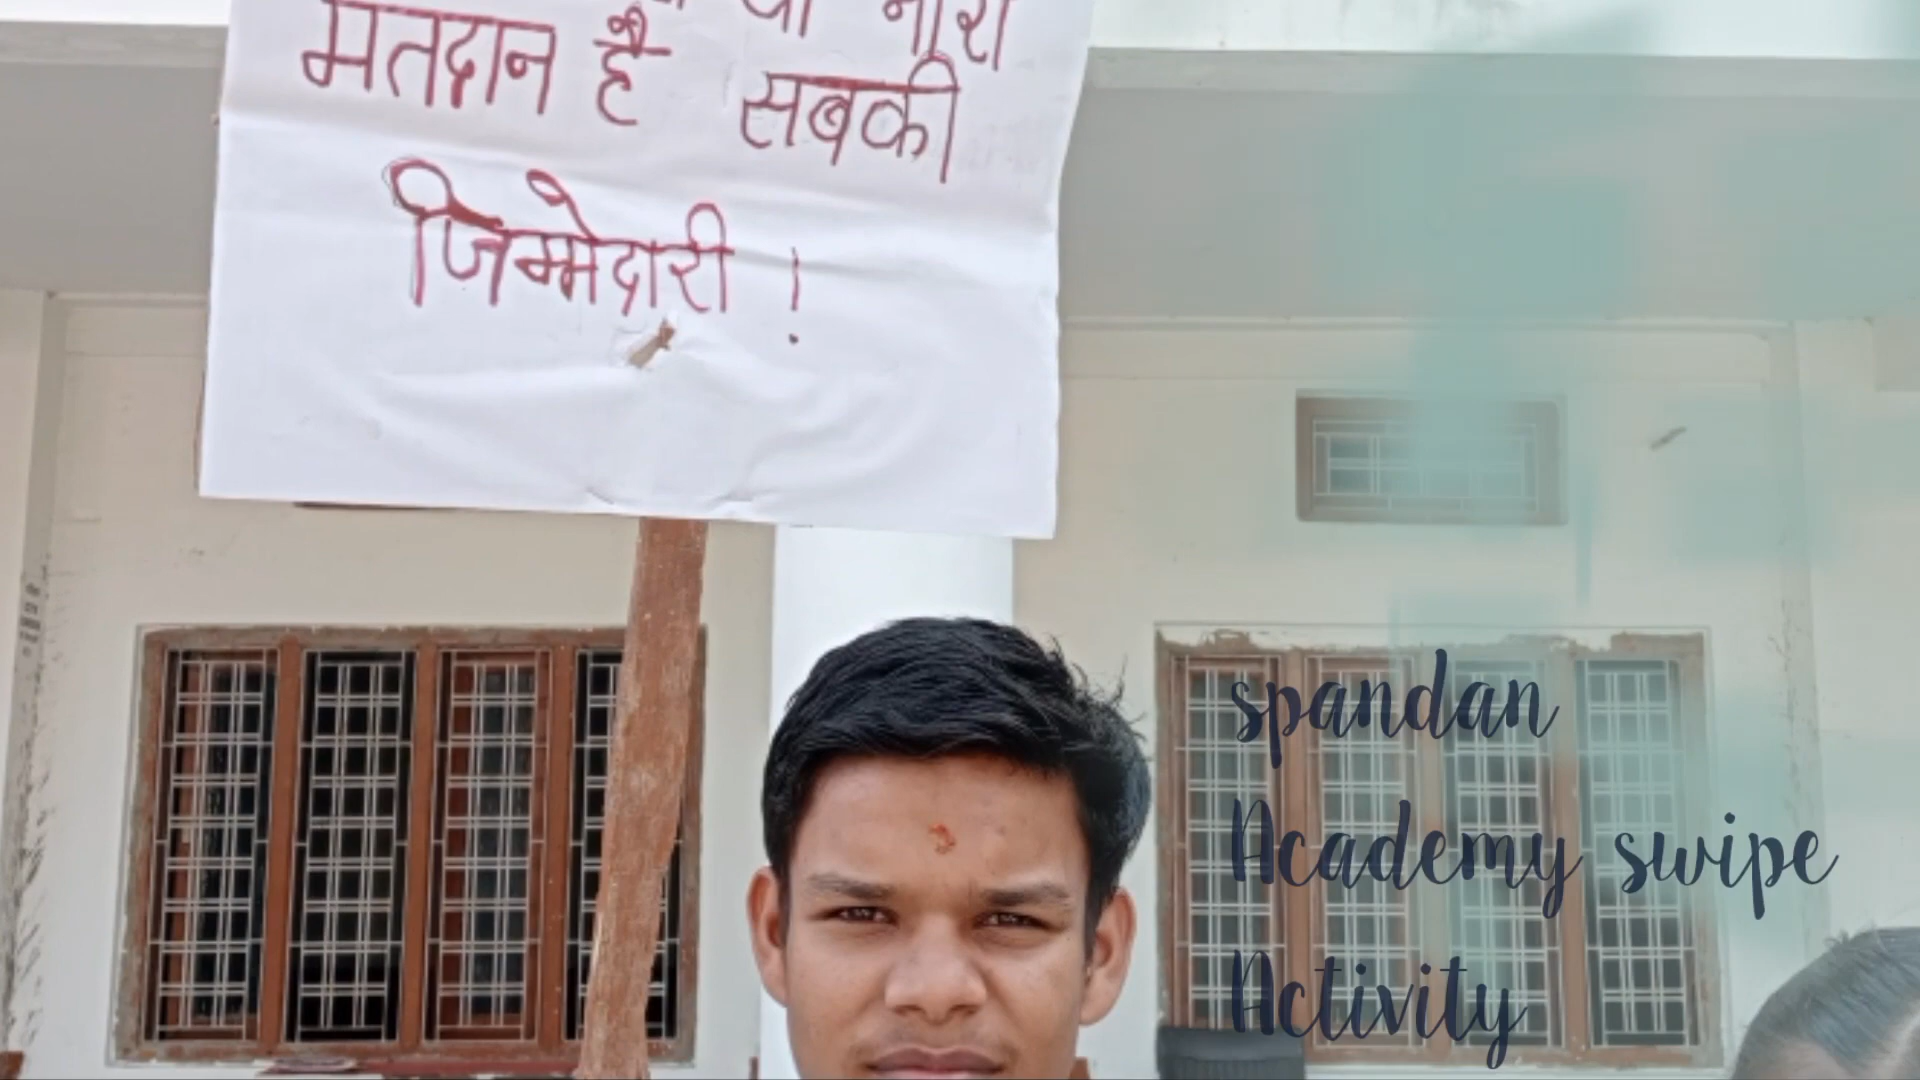 या नारी
मतदान है सबकी
जिम्मेदारी !
spandan
Academy swipe
Activity